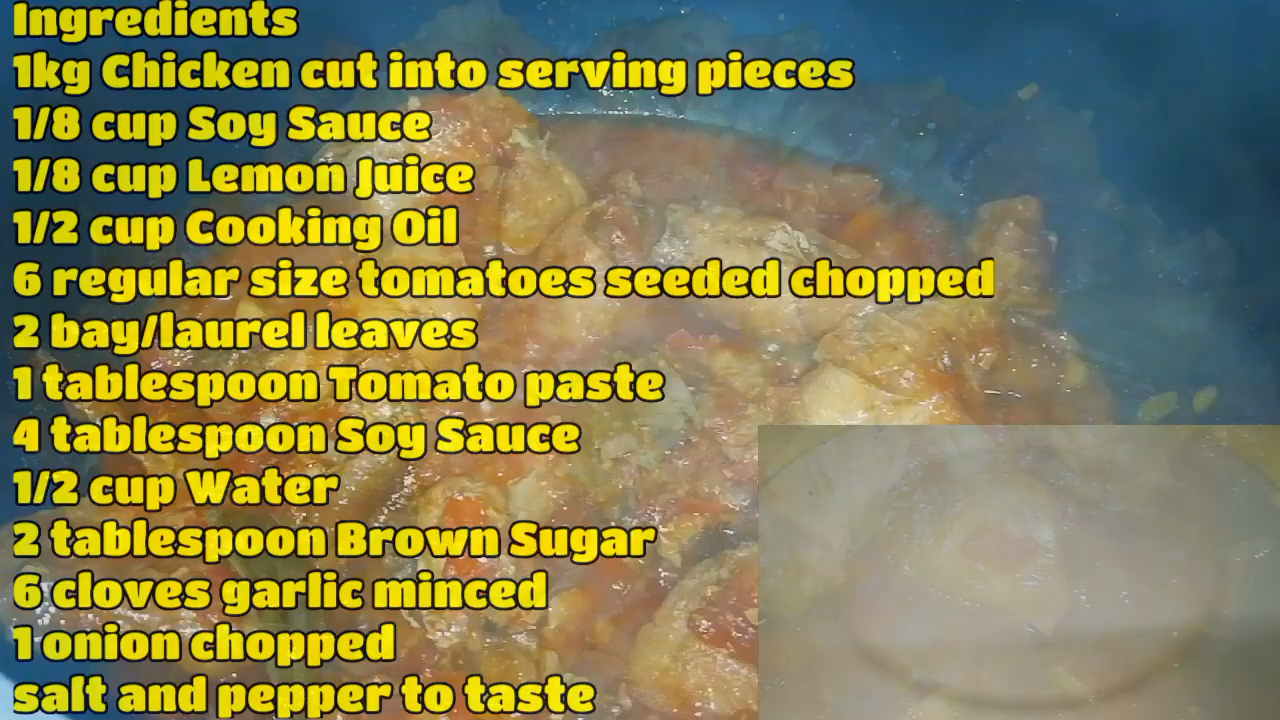 Ingredients
1kg Chicken cut into serving pieces
1/8 cup Soy Sauce
1/8 cup Lemon Juice
1/2 cup Cooking Oil
6 regular size tomatoes seeded chopped
2 bay/laurel leaves
1 tablespoon Tomato paste
4 tablespoon Soy Sauce
1/2 cup Water
2 tablespoon Brown Sugar
6 cloves garlic minced
1 onion chopped
salt and pepper to taste